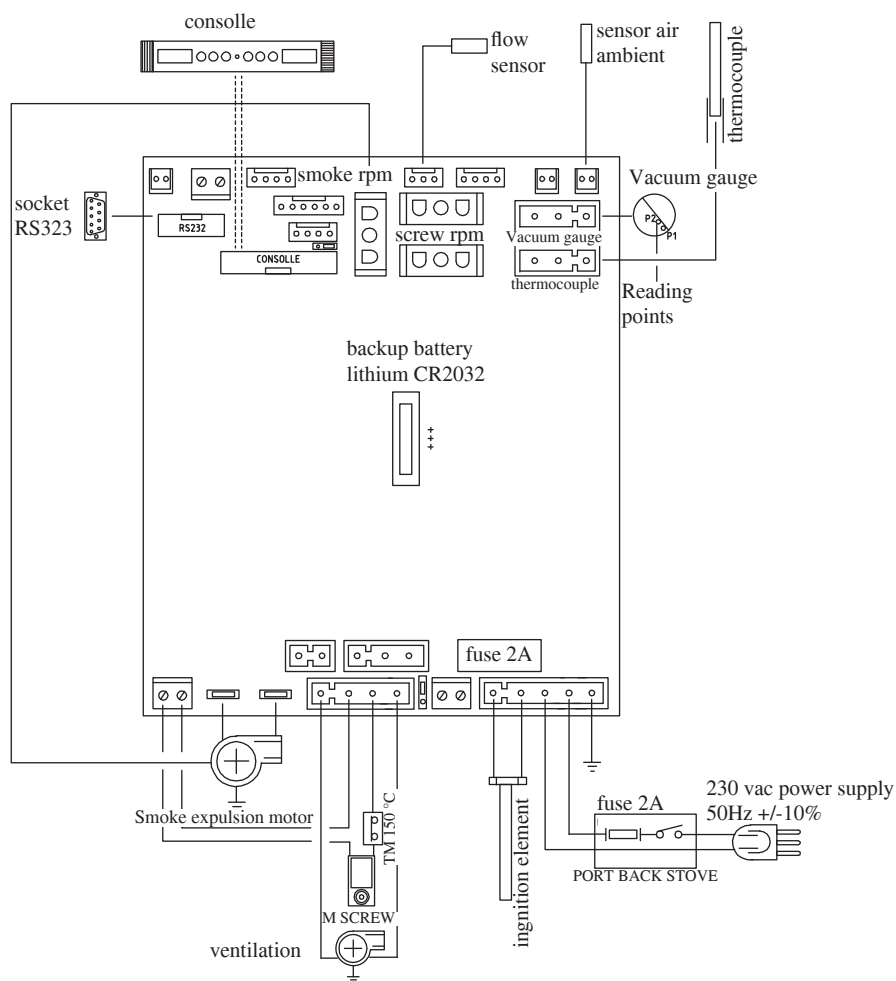 consolle
flow
sensor
sensor air
ambient
thermocouple
smoke rpm
Vacuum gauge
socket
RS323
RS232
screw rpm
Vacuum gauge
P2
P1
CONSOLLE
thermocouple
Reading
points
backup battery
lithium CR2032
+++
fuse 2A
Smoke expulsion motor
TM 150 °C
M SCREW
ventilation
ingnition element
fuse 2A
230 vac power supply
50Hz +/-10%
PORT BACK STOVE